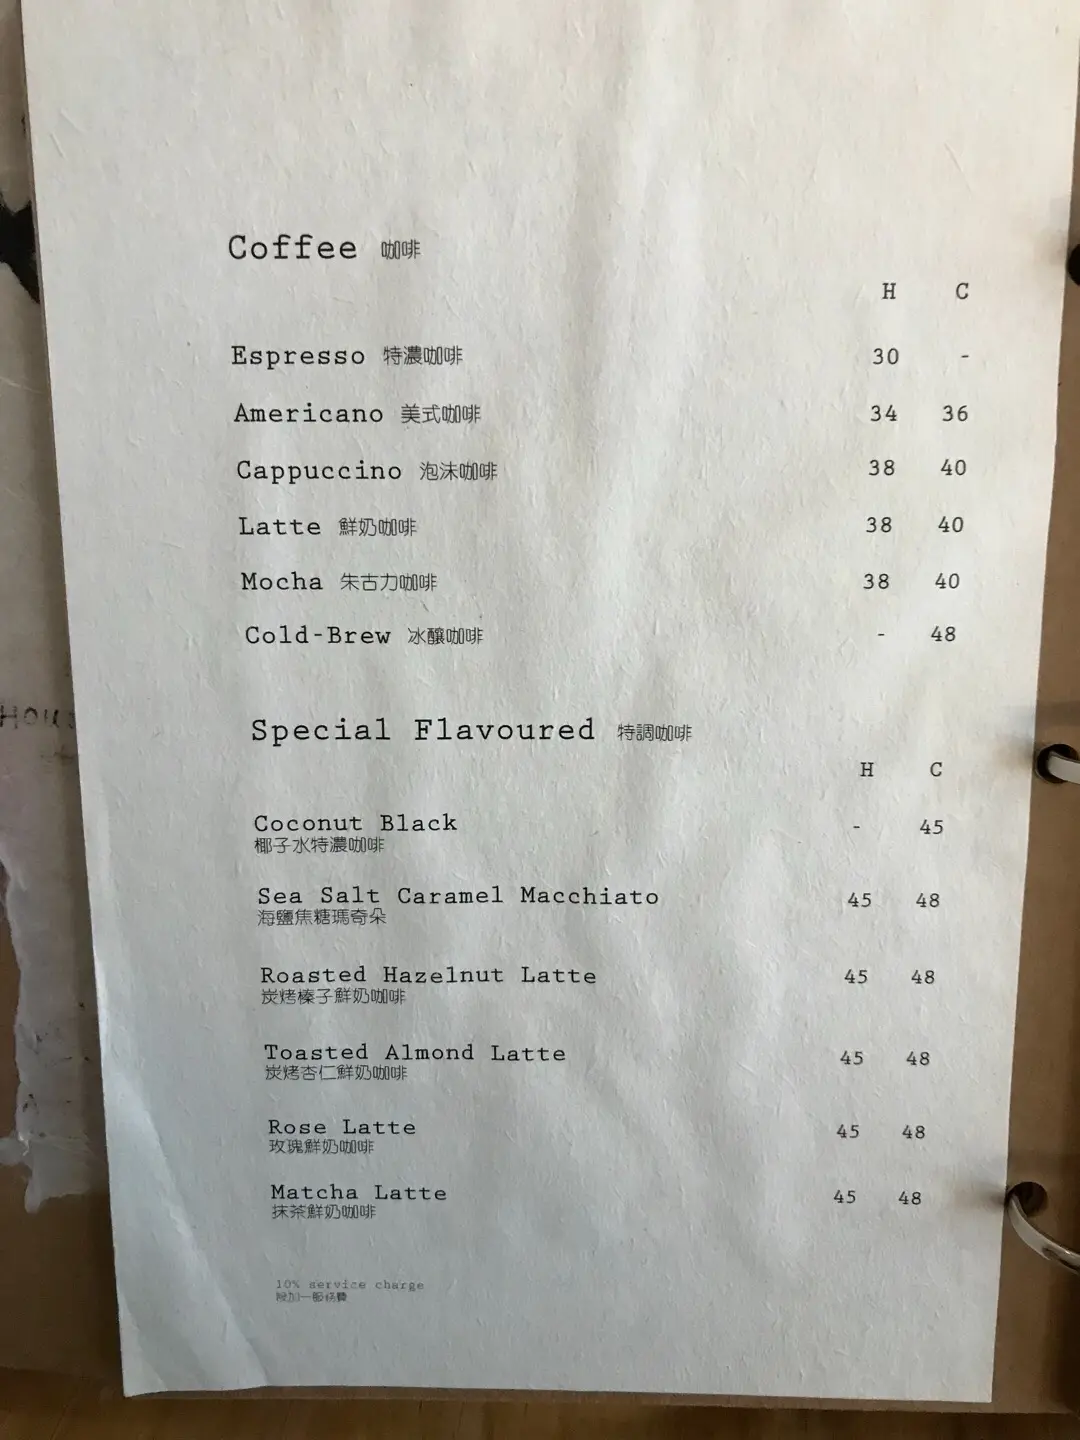 Coffee 咖啡
H C
Espresso 特濃咖啡 30 -
Americano 美式咖啡 34 36
Cappuccino 泡沫咖啡 38 40
Latte 鮮奶咖啡 38 40
Mocha 朱古力咖啡 38 40
Cold-Brew 冰釀咖啡 - 48
Special Flavoured 特調咖啡
H C
Coconut Black - 45
椰子水特濃咖啡
Sea Salt Caramel Macchiato 45 48
海鹽焦糖瑪奇朵
Roasted Hazelnut Latte 45 48
炭烤榛子鮮奶咖啡
Toasted Almond Latte 45 48
炭烤杏仁鮮奶咖啡
Rose Latte 45 48
玫瑰鮮奶咖啡
Matcha Latte 45 48
抹茶鮮奶咖啡
10% service charge